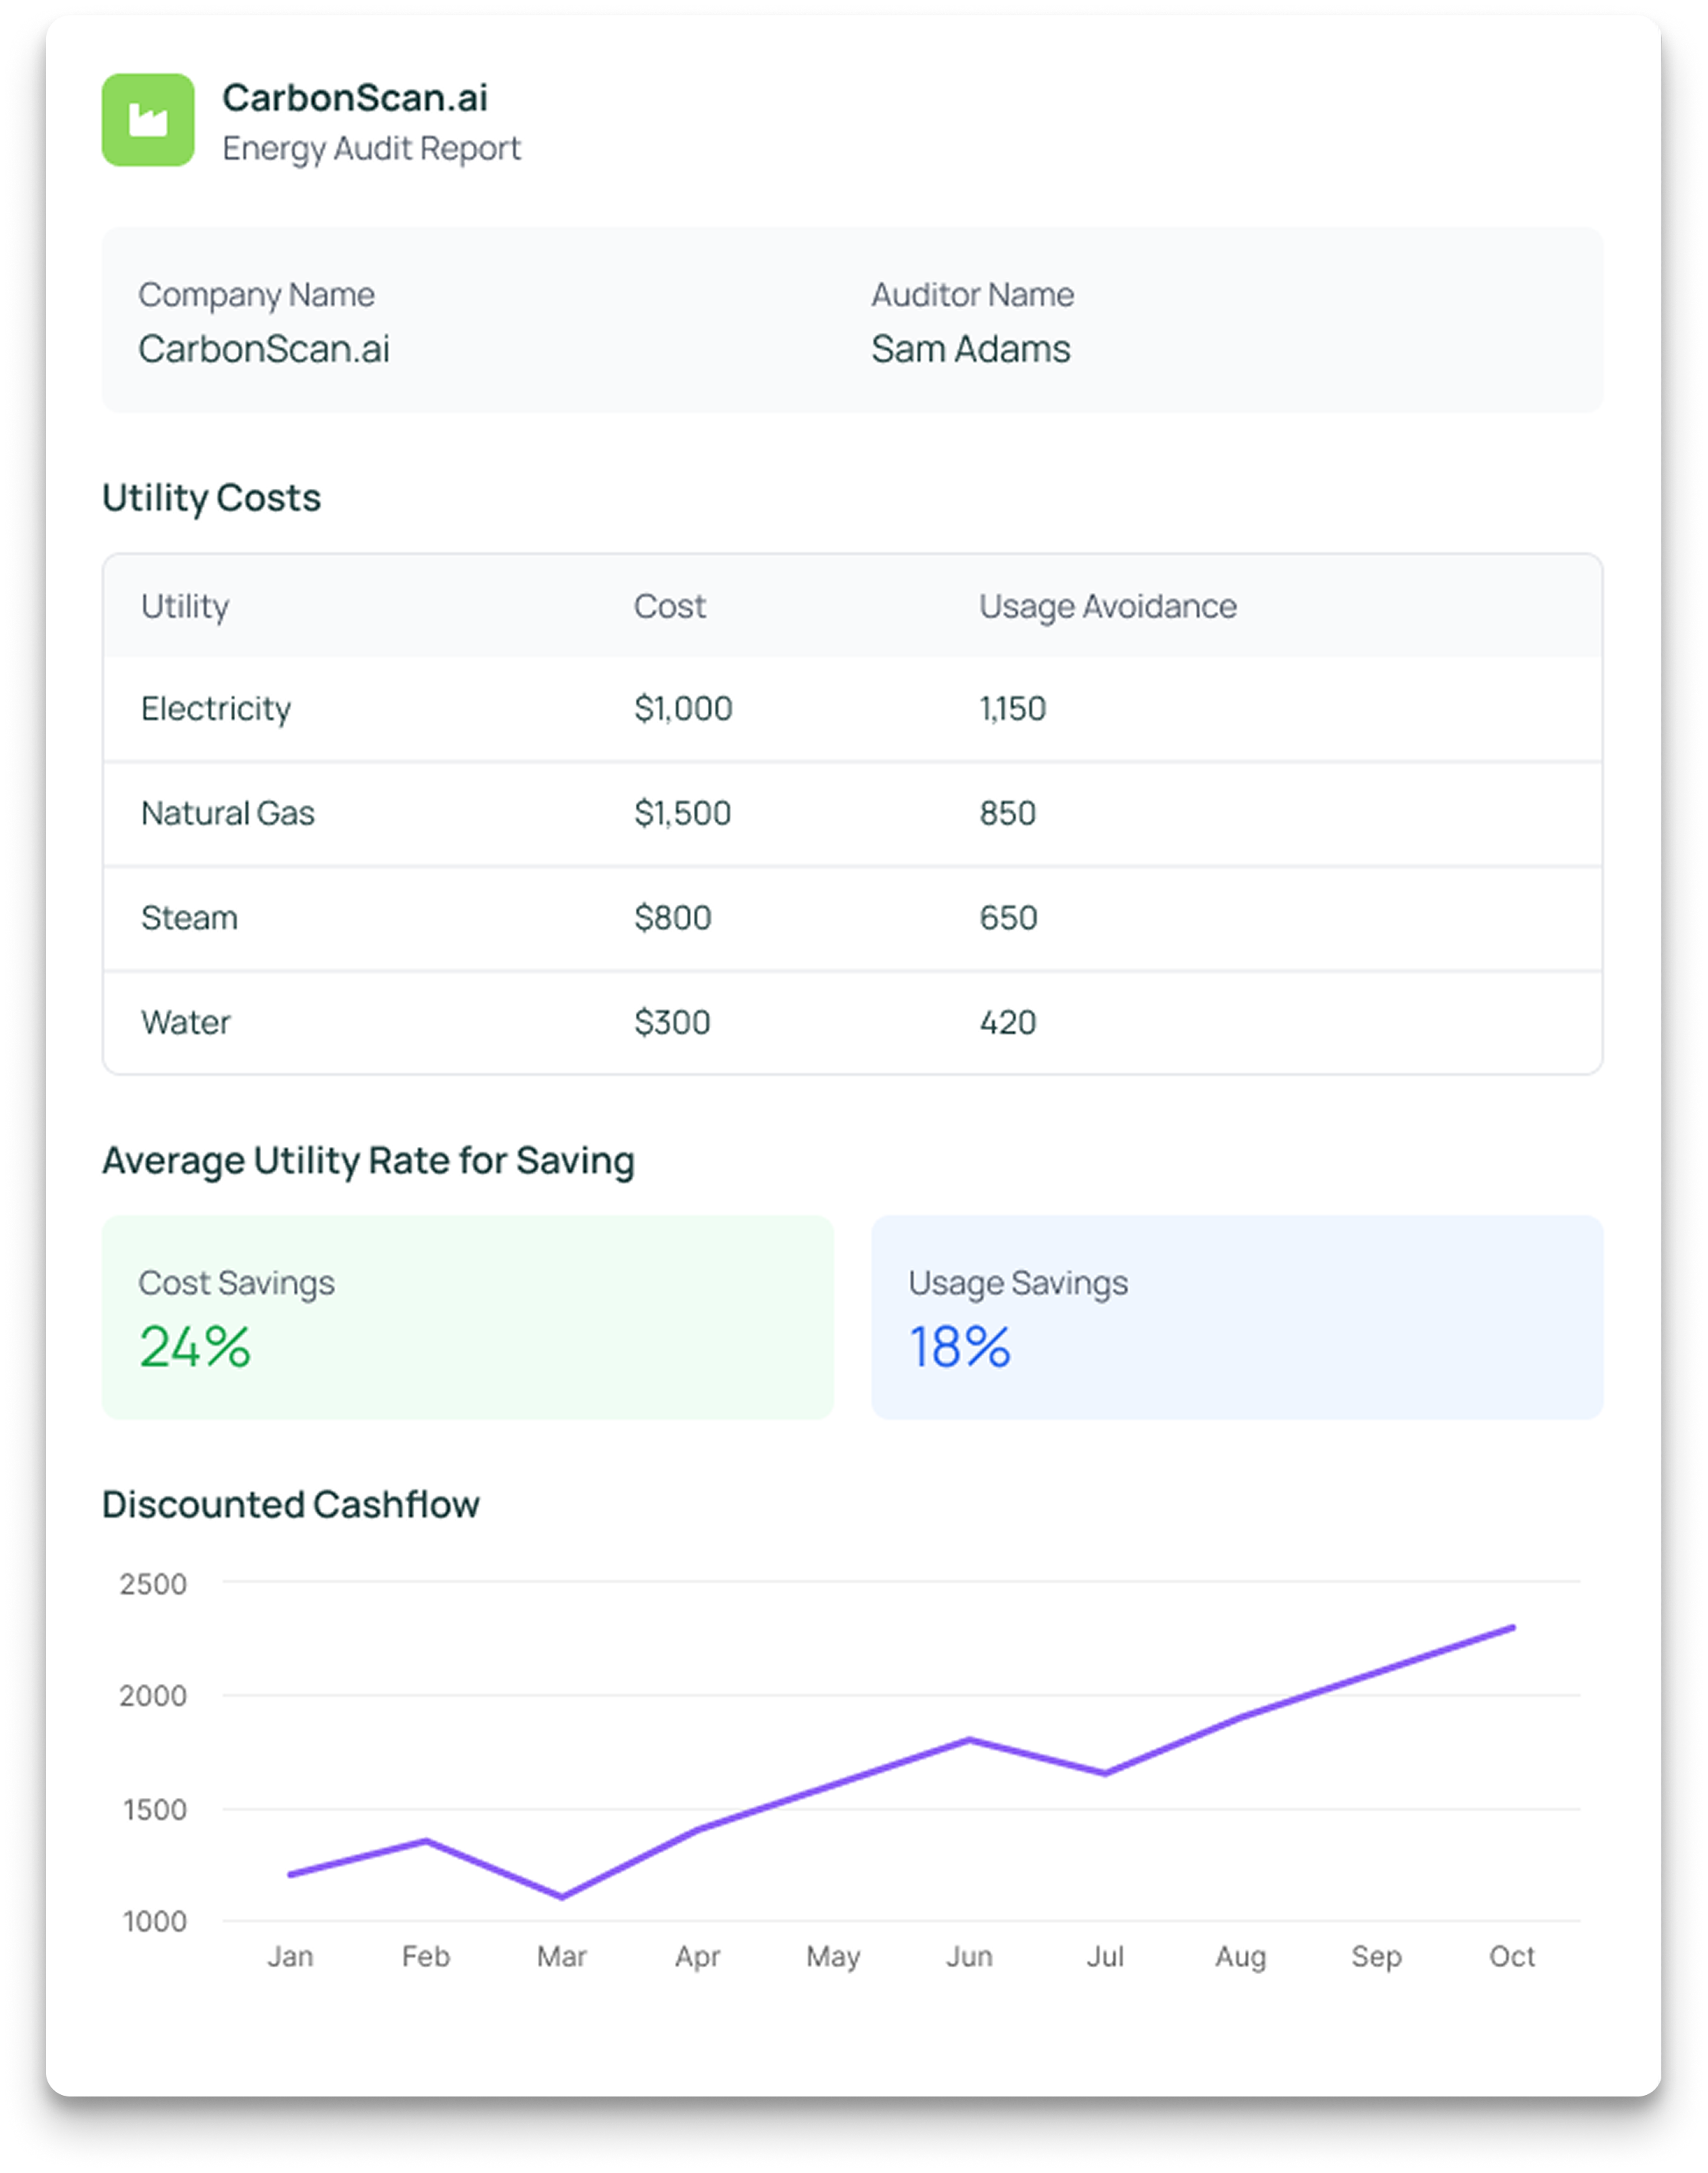 CarbonScan.ai
Energy Audit Report
Company Name
CarbonScan.ai
Auditor Name
Sam Adams
Utility Costs
Utility Cost Usage Avoidance
Electricity $1,000 1,150
Natural Gas $1,500 850
Steam $800 650
Water $300 420
Average Utility Rate for Saving
Cost Savings
24%
Usage Savings
18%
Discounted Cashflow
2500
2000
1500
1000
Jan Feb Mar Apr May Jun Jul Aug Sep Oct